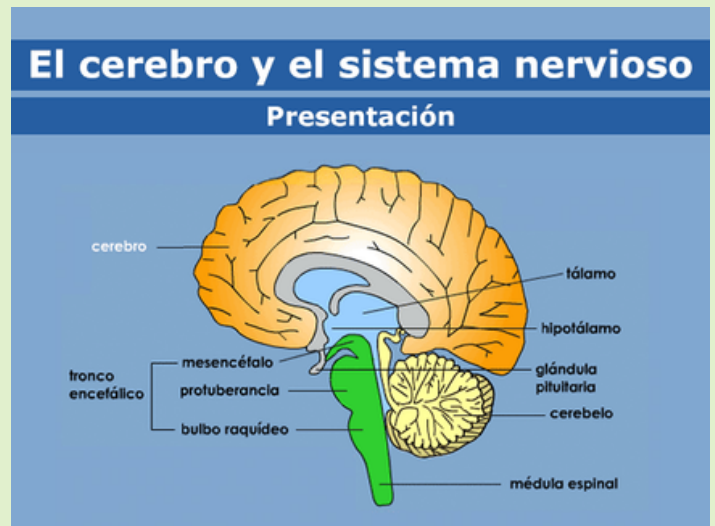 El cerebro y el sistema nervioso
Presentación
cerebro
tálamo
hipotálamo
mesencéfalo
glándula
pituitaria
tronco
encefálico
protuberancia
cerebelo
bulbo raquídeo
médula espinal